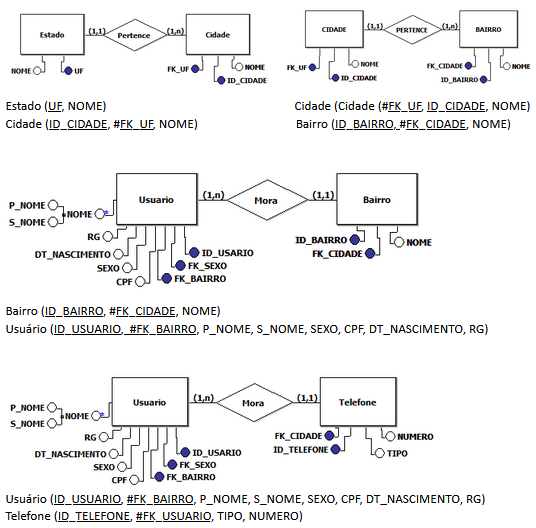 Estado (1,1) Pertence (1,n) Cidade
NOME UF FK_UF NOME
ID_CIDADE
CIDADE (1,1) PERTENCE (1,n) BAIRRO
FK_UF NOME FK_CIDADE NOME
ID_CIDADE ID_BAIRRO
Estado (UF, NOME)
Cidade (ID_CIDADE, #FK_UF, NOME)
Cidade (Cidade (#FK_UF, ID_CIDADE, NOME)
Bairro (ID_BAIRRO, #FK_CIDADE, NOME)
Usuario (1,n) Mora (1,1) Bairro
P_NOME
NOME *
S_NOME
RG
DT_NASCIMENTO
SEXO
CPF
ID_USARIO
FK_SEXO
FK_BAIRRO
ID_BAIRRO
FK_CIDADE
NOME
Bairro (ID_BAIRRO, #FK_CIDADE, NOME)
Usuário (ID_USUARIO, #FK_BAIRRO, P_NOME, S_NOME, SEXO, CPF, DT_NASCIMENTO, RG)
Usuario (1,n) Mora (1,1) Telefone
P_NOME
NOME *
S_NOME
RG
DT_NASCIMENTO
SEXO
CPF
ID_USARIO
FK_SEXO
FK_BAIRRO
FK_CIDADE
ID_TELEFONE
NUMERO
TIPO
Usuário (ID_USUARIO, #FK_BAIRRO, P_NOME, S_NOME, SEXO, CPF, DT_NASCIMENTO, RG)
Telefone (ID_TELEFONE, #FK_USUARIO, TIPO, NUMERO)